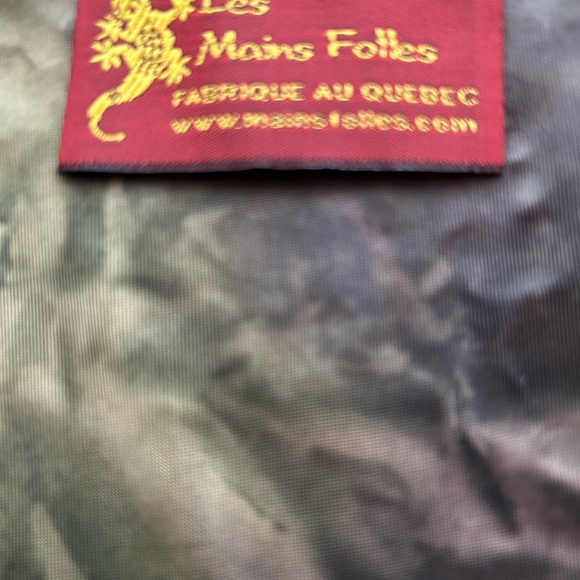 Les
Mains Folles
FABRIQUE AU QUEBEC
www.mainsfolles.com